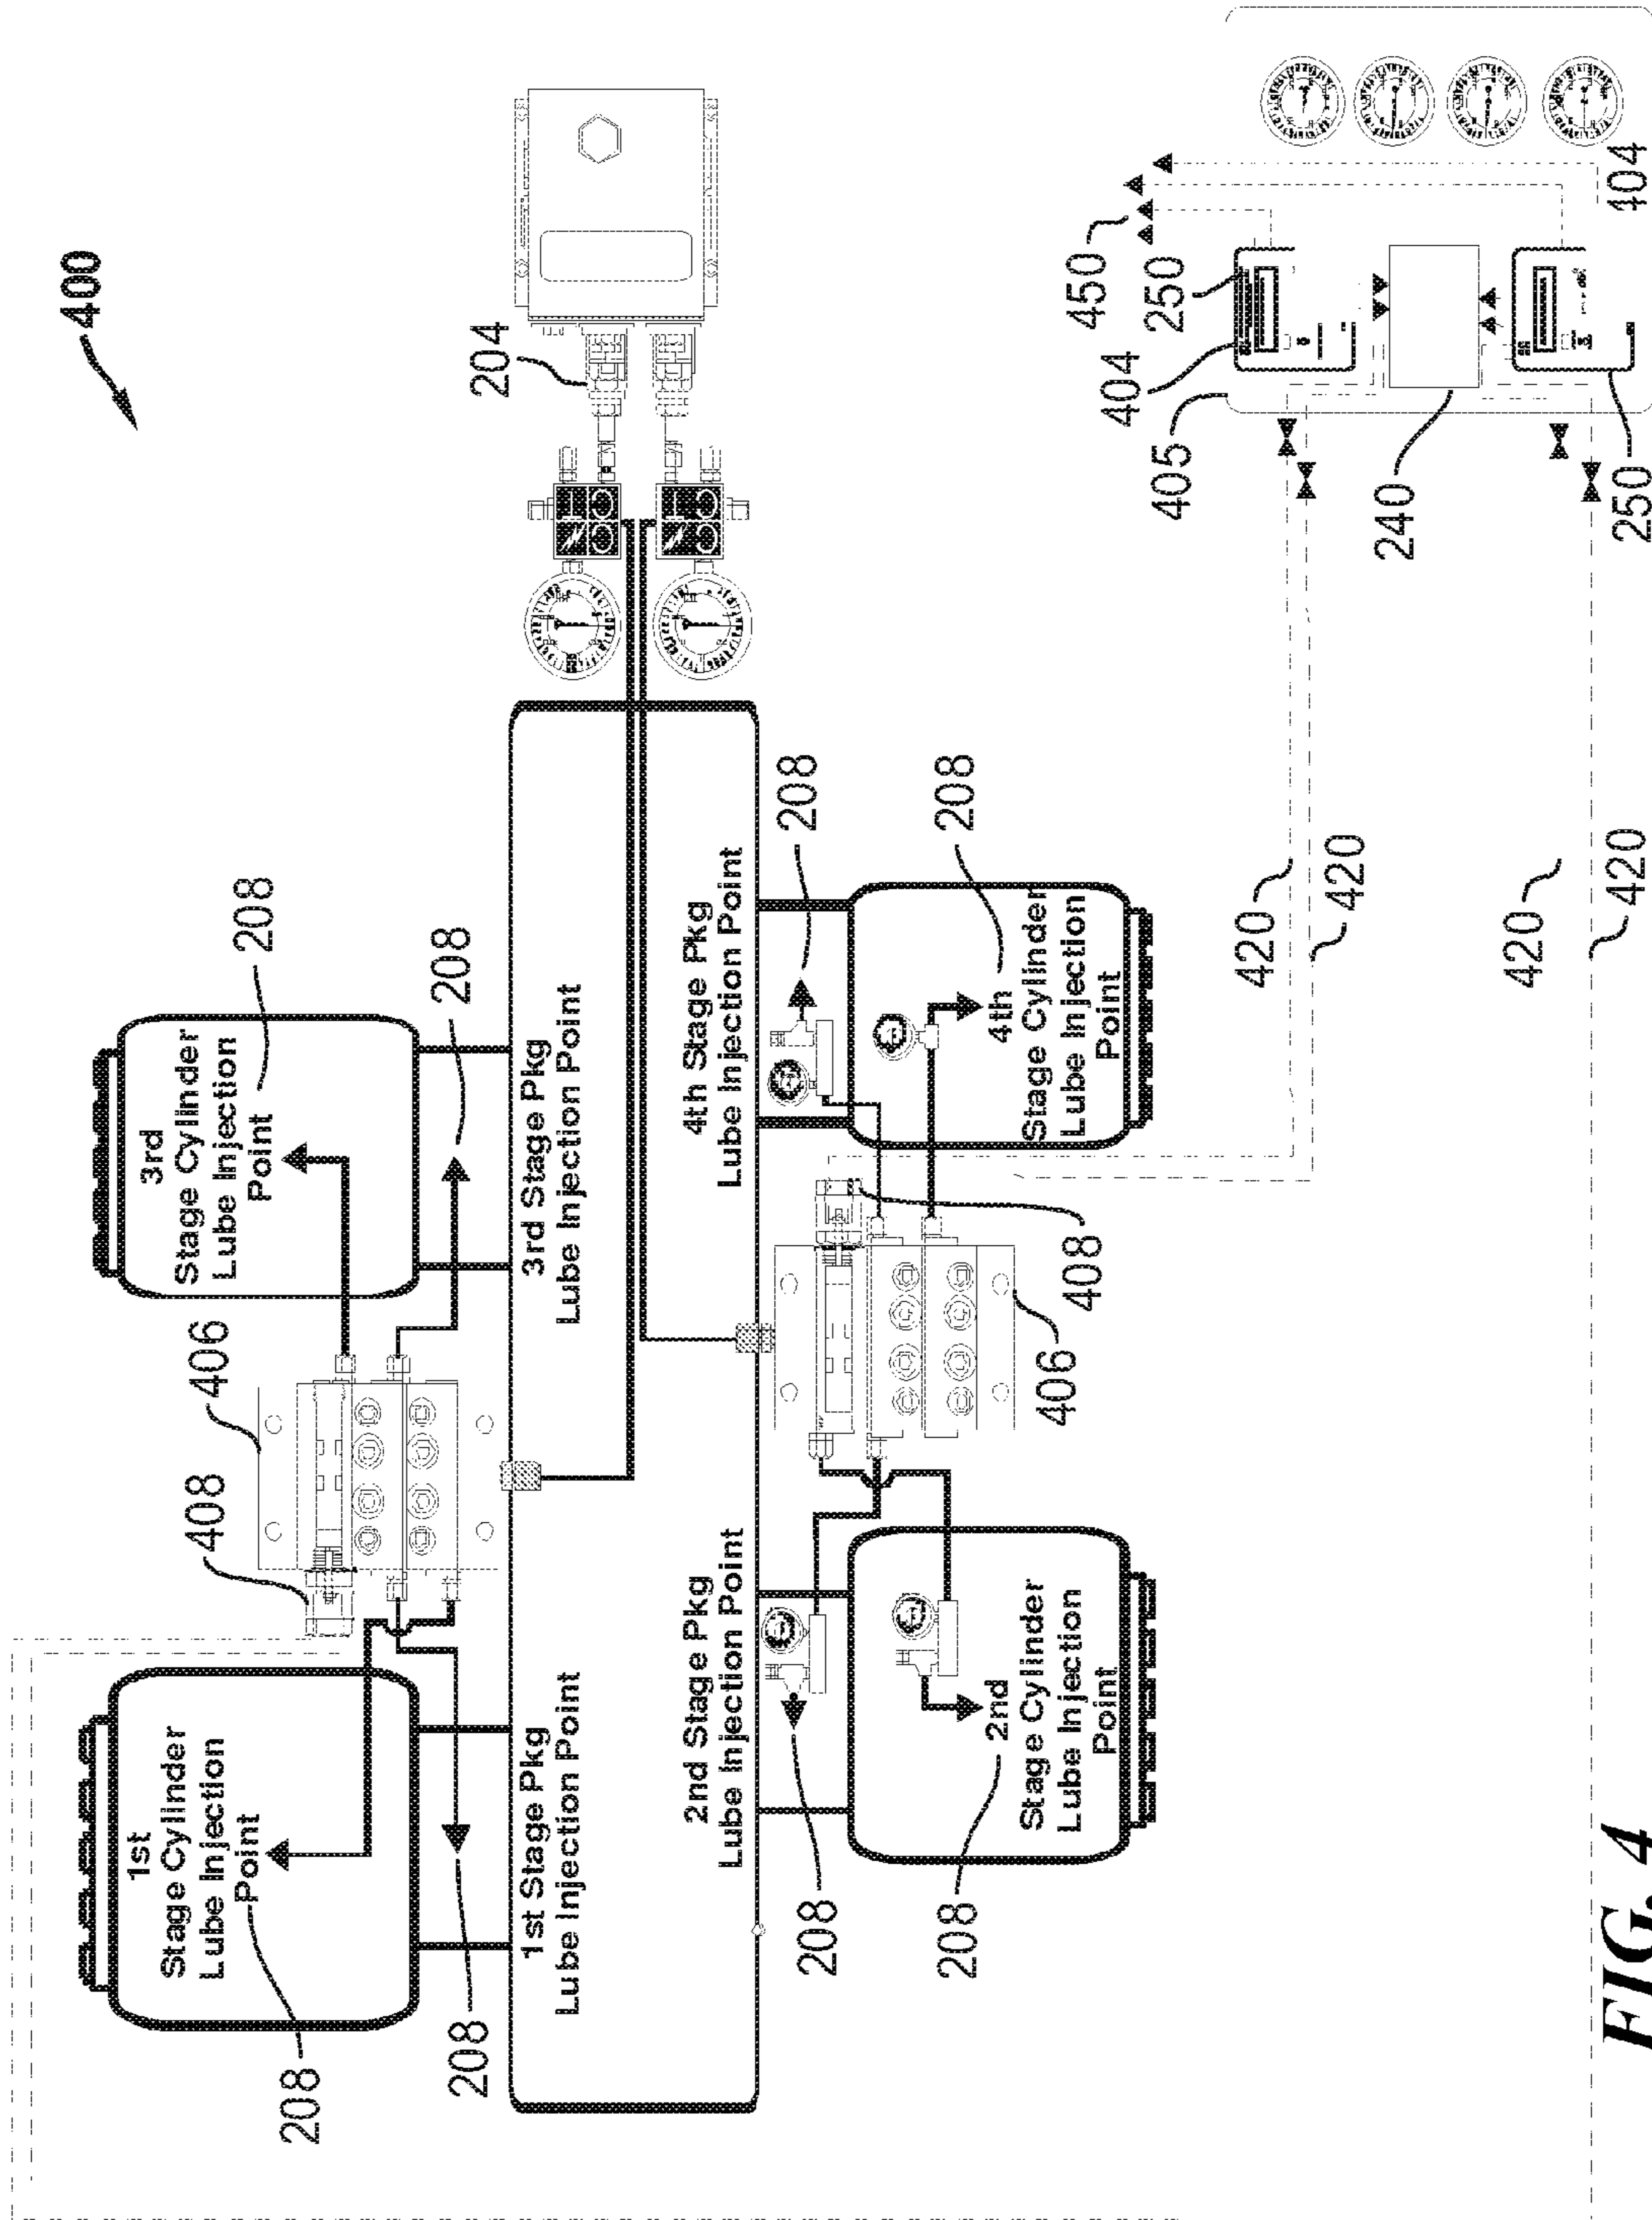 400
204
1st
Stage Cylinder
Lube Injection
Point
208
208
408
406
3rd
Stage Cylinder
Lube Injection
Point
208
208
1st Stage Pkg
Lube Injection Point
3rd Stage Pkg
Lube Injection Point
2nd Stage Pkg
Lube Injection Point
4th Stage Pkg
Lube Injection Point
208
208
2nd
Stage Cylinder
Lube Injection
Point
406
408
208
208
4th
Stage Cylinder
Lube Injection
Point
420
420
420
420
405
404
250
450
240
250
404
FIG. 4